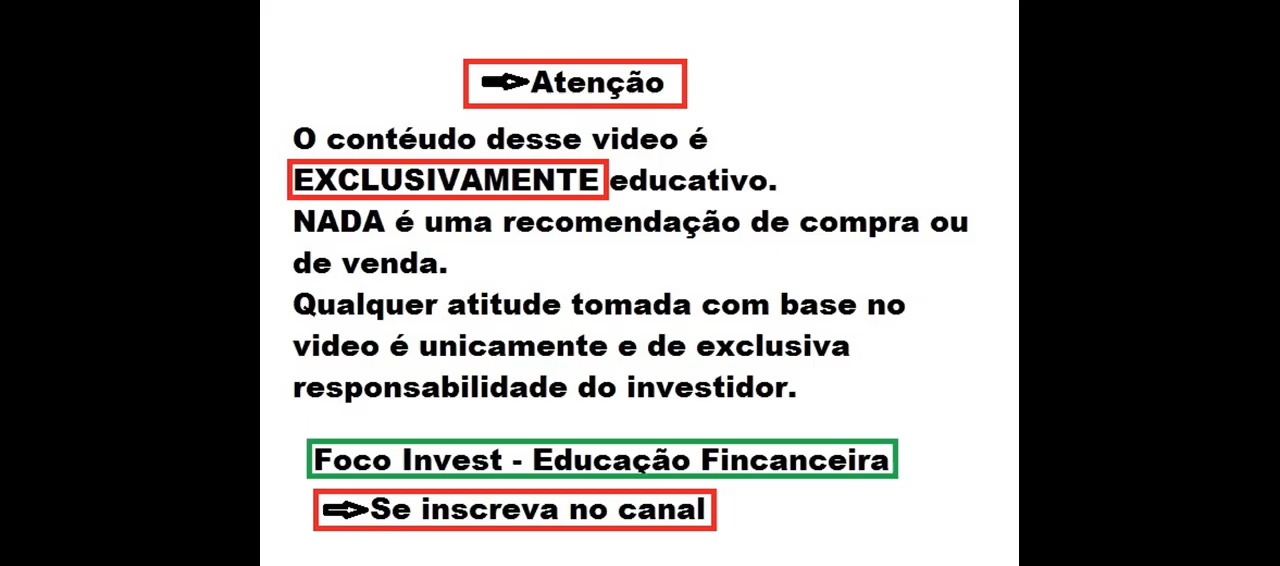 Atenção
O contéudo desse video é
EXCLUSIVAMENTE educativo.
NADA é uma recomendação de compra ou
de venda.
Qualquer atitude tomada com base no
video é unicamente e de exclusiva
responsabilidade do investidor.
Foco Invest - Educação Fincanceira
Se inscreva no canal